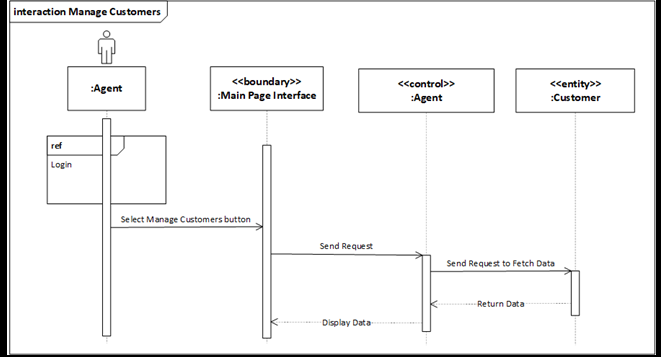 interaction Manage Customers
:Agent
<<boundary>>
:Main Page Interface
<<control>>
:Agent
<<entity>>
:Customer
ref
Login
Select Manage Customers button
Send Request
Send Request to Fetch Data
Return Data
Display Data